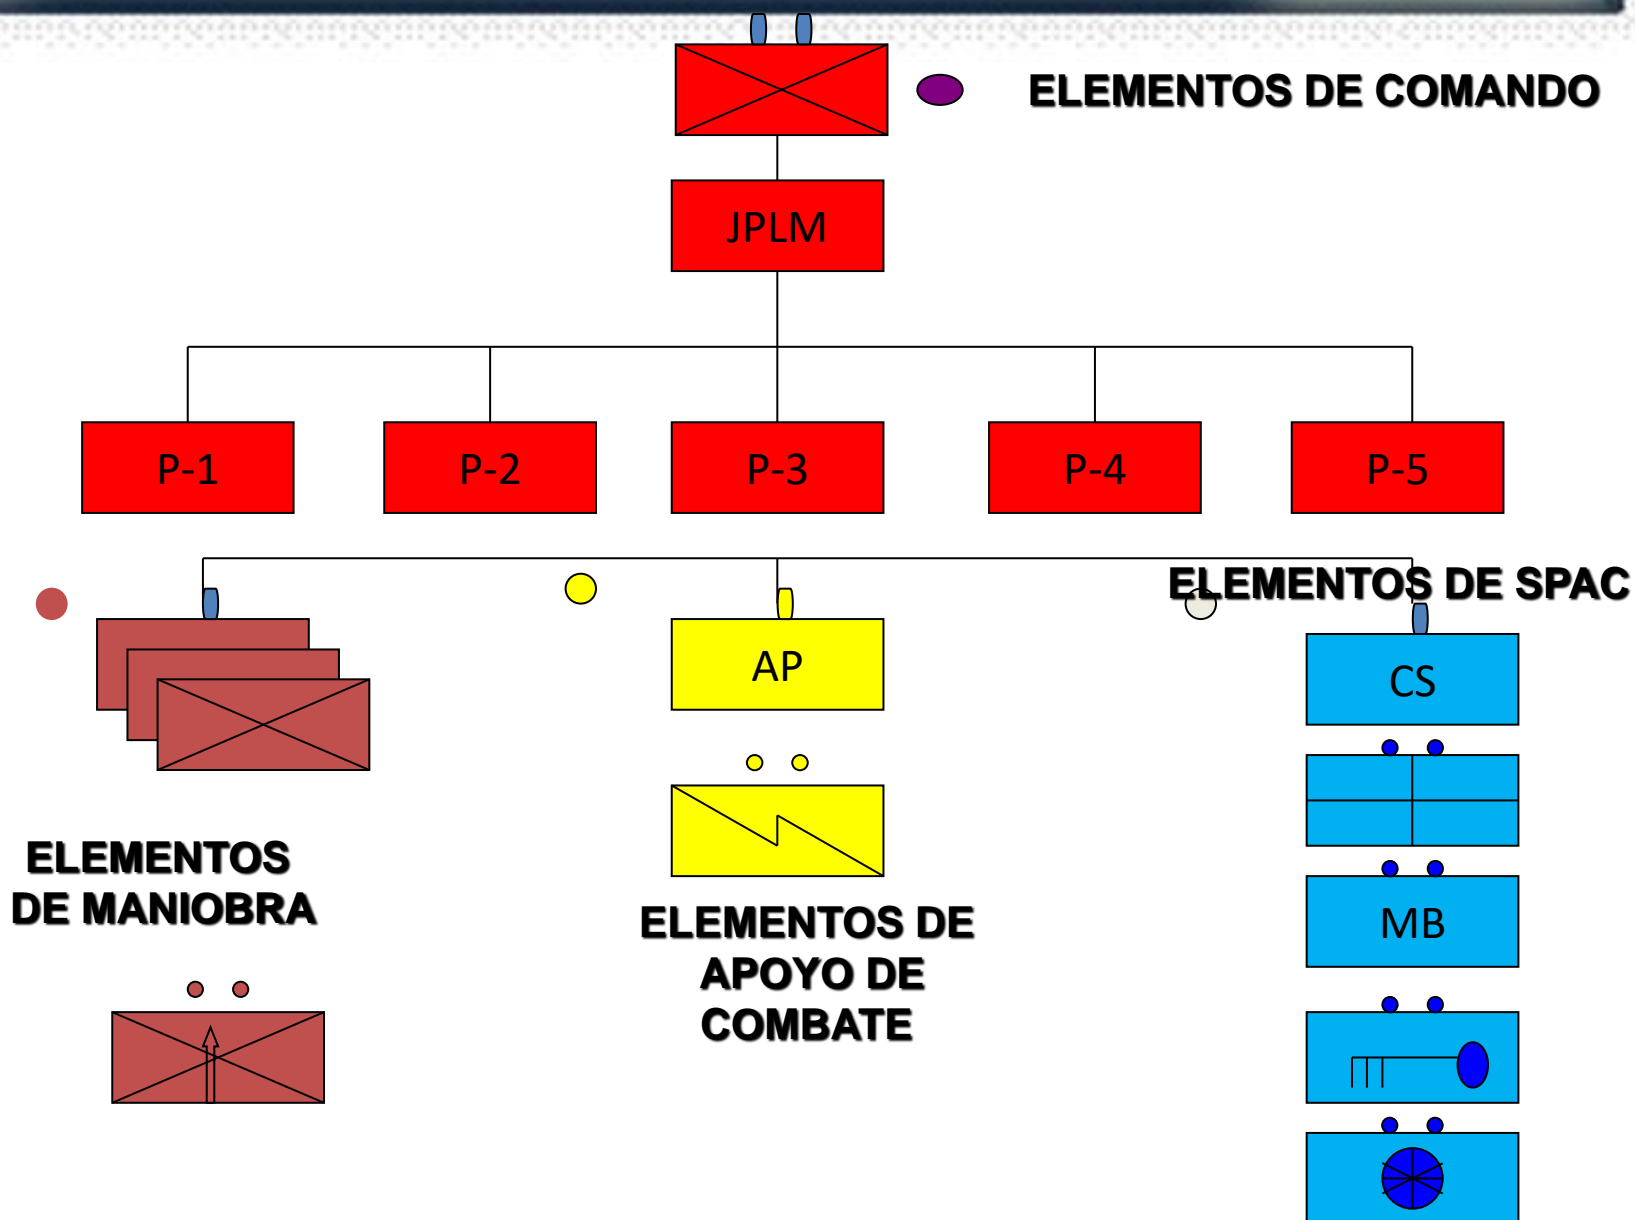 ELEMENTOS DE COMANDO
JPLM
P-1
P-2
P-3
P-4
P-5
ELEMENTOS DE SPAC
AP
CS
ELEMENTOS
DE MANIOBRA
ELEMENTOS DE
APOYO DE
COMBATE
MB